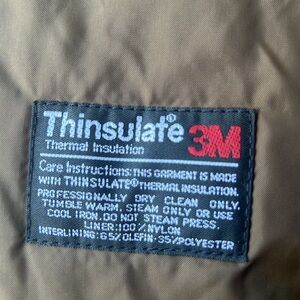 Thinsulate® 3M
Thermal Insulation
Care Instructions: THIS GARMENT IS MADE
WITH THINSULATE® THERMAL INSULATION.
PROFESSIONALLY DRY CLEAN ONLY.
TUMBLE WARM. STEAM ONLY OR USE
COOL IRON. DO NOT STEAM PRESS.
LINER: 100% NYLON
INTERLINING: 65% OLEFIN-35% POLYESTER